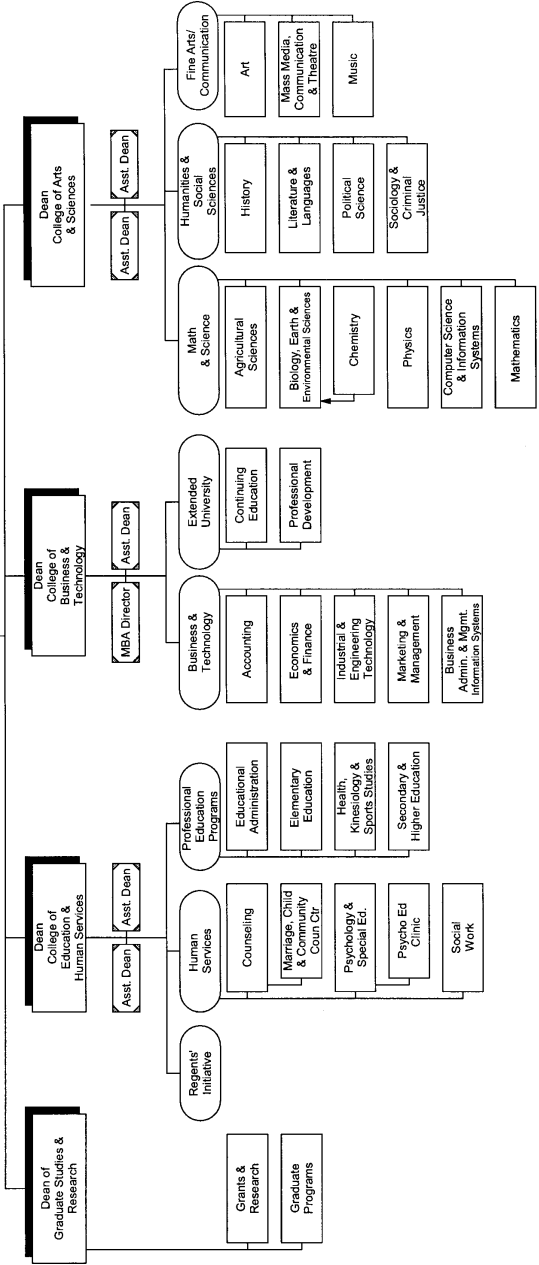 Dean of
Graduate Studies &
Research
Grants &
Research
Graduate
Programs
Dean
College of
Education &
Human Services
Asst. Dean
Asst. Dean
Regents'
Initiative
Human
Services
Counseling
Marriage, Child
& Community
Coun Ctr
Psychology &
Special Ed.
Psycho Ed
Clinic
Social
Work
Professional
Education
Programs
Educational
Administration
Elementary
Education
Health,
Kinesiology &
Sports Studies
Secondary &
Higher Education
Dean
College of
Business &
Technology
MBA Director
Asst. Dean
Business &
Technology
Accounting
Economics
& Finance
Industrial &
Engineering
Technology
Marketing &
Management
Business
Admin. & Mgmt.
Information Systems
Extended
University
Continuing
Education
Professional
Development
Dean
College of Arts
& Sciences
Asst. Dean
Asst. Dean
Math
& Science
Agricultural
Sciences
Biology, Earth &
Environmental Sciences
Chemistry
Physics
Computer Science
& Information
Systems
Mathematics
Humanities &
Social
Sciences
History
Literature &
Languages
Political
Science
Sociology &
Criminal
Justice
Fine Arts/
Communication
Art
Mass Media,
Communication
& Theatre
Music